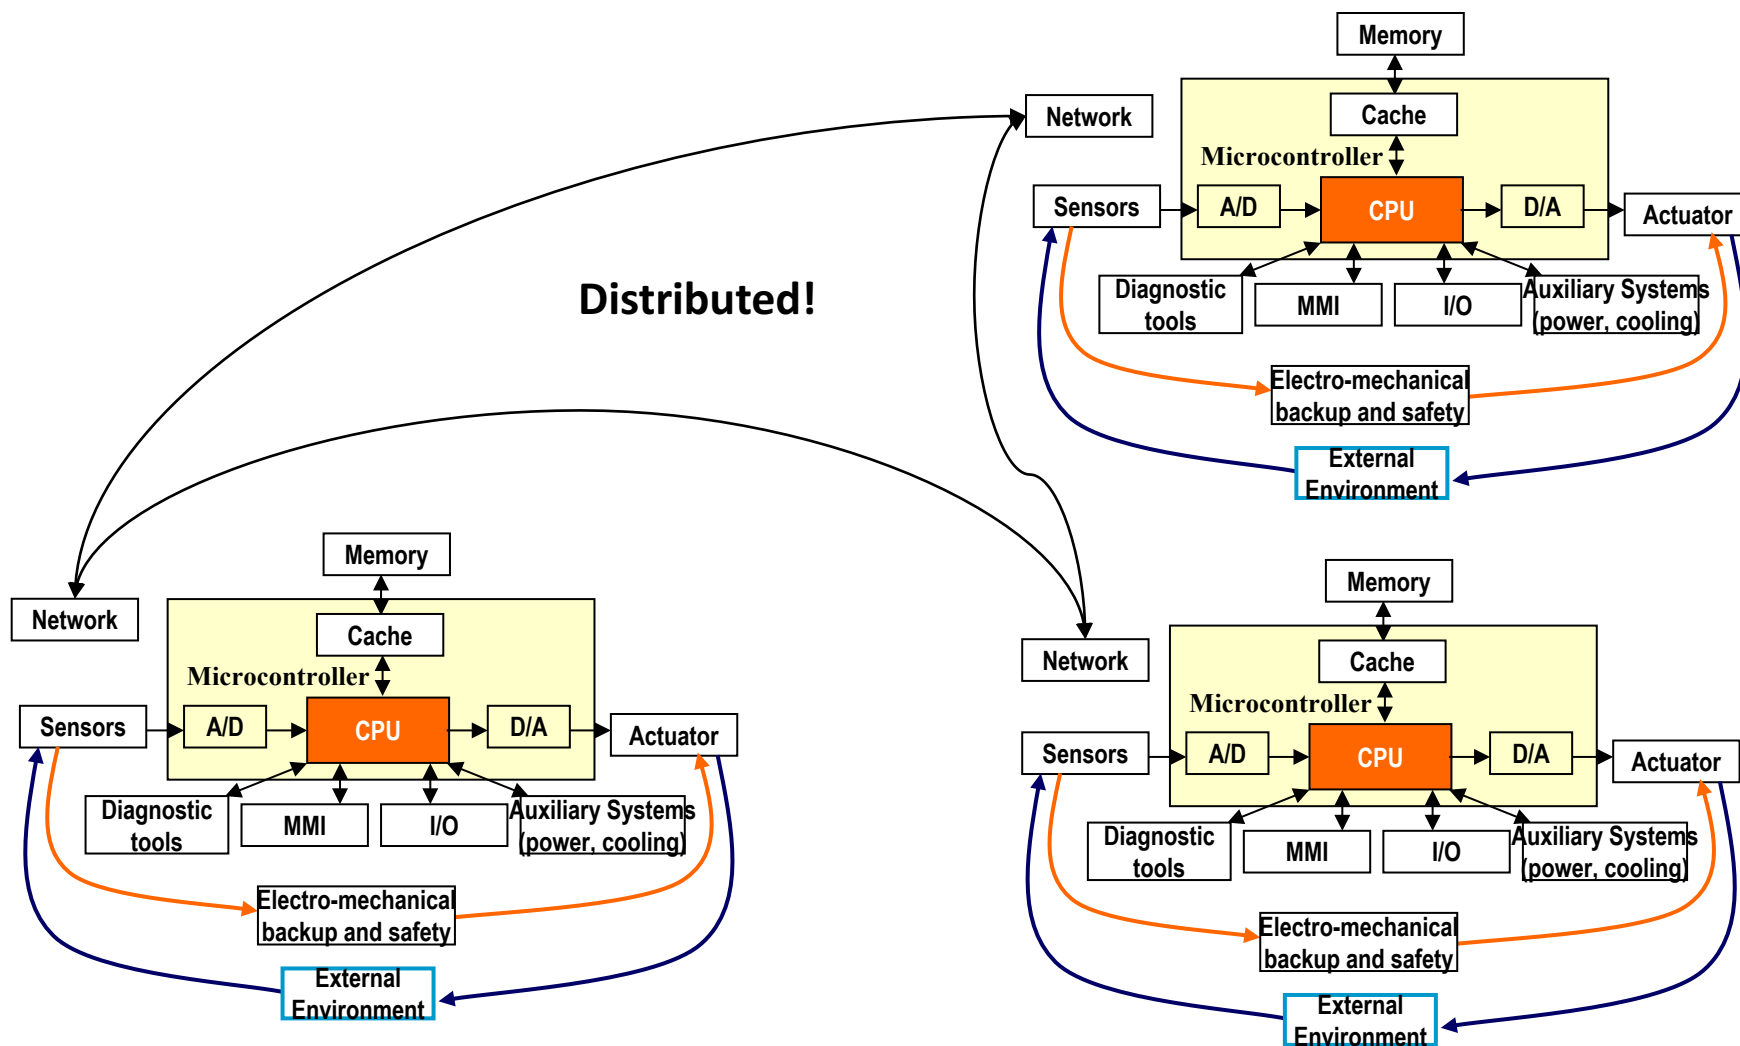 Memory
Network
Cache
Microcontroller
Sensors
A/D
CPU
D/A
Actuator
Diagnostic
tools
MMI
I/O
Auxiliary Systems
(power, cooling)
Electro-mechanical
backup and safety
External
Environment
Distributed!
Memory
Network
Cache
Microcontroller
Sensors
A/D
CPU
D/A
Actuator
Diagnostic
tools
MMI
I/O
Auxiliary Systems
(power, cooling)
Electro-mechanical
backup and safety
External
Environment
Memory
Network
Cache
Microcontroller
Sensors
A/D
CPU
D/A
Actuator
Diagnostic
tools
MMI
I/O
Auxiliary Systems
(power, cooling)
Electro-mechanical
backup and safety
External
Environment